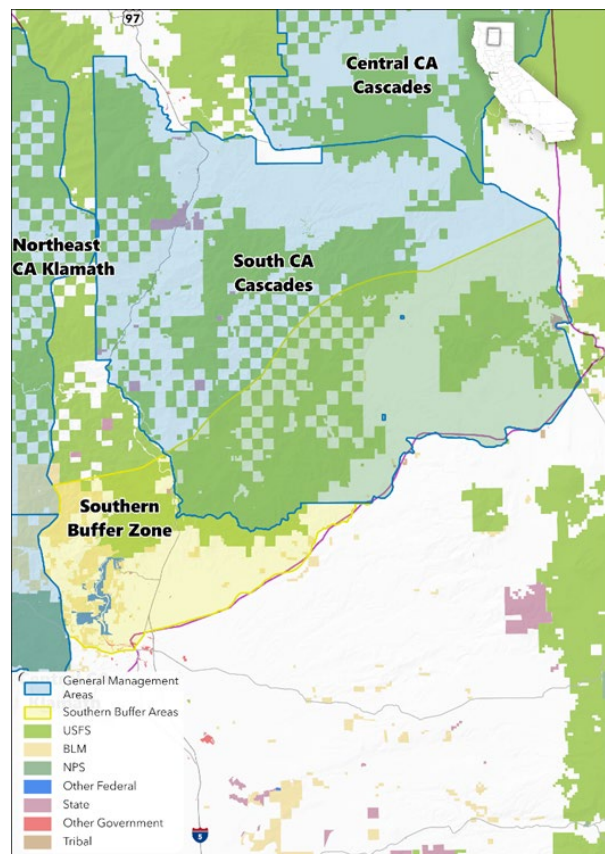 97
Central CA
Cascades
Northeast
CA Klamath
South CA
Cascades
Southern
Buffer Zone
General Management
Areas
Southern Buffer Areas
USFS
BLM
NPS
Other Federal
State
Other Government
Tribal
5